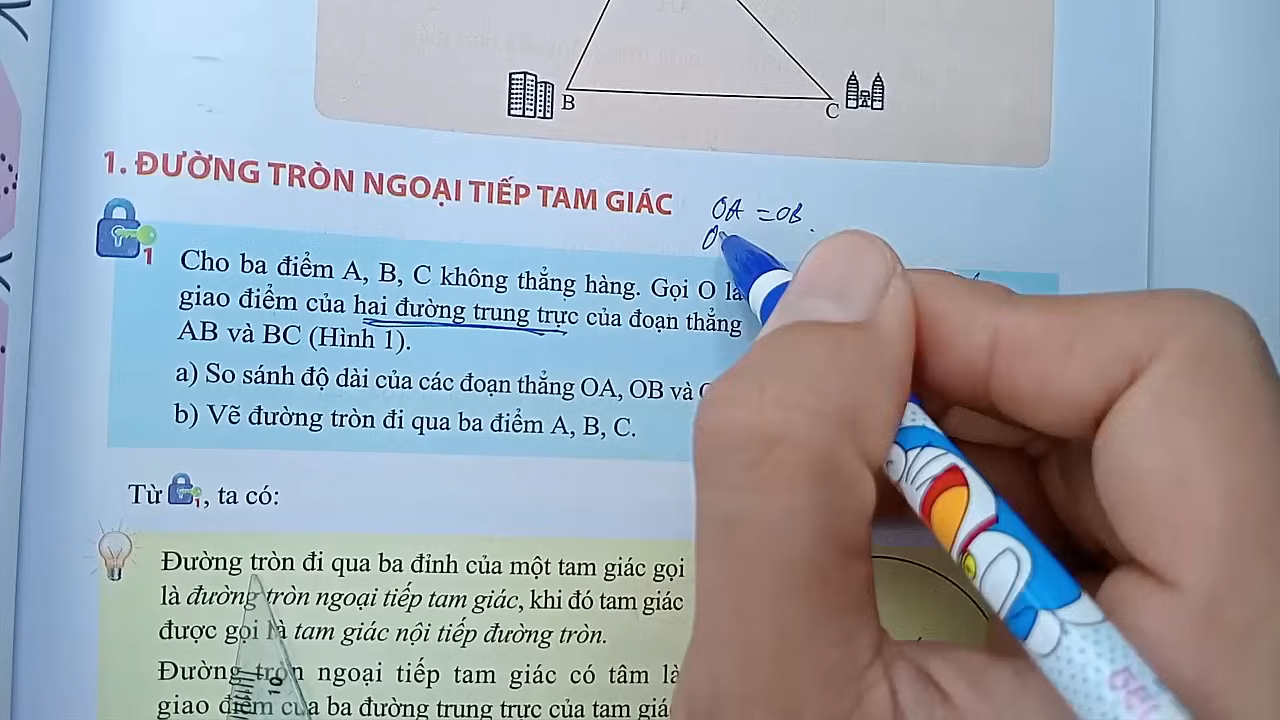 B
C
1. ĐƯỜNG TRÒN NGOẠI TIẾP TAM GIÁC
OA = OB.
O
1
Cho ba điểm A, B, C không thẳng hàng. Gọi O là
giao điểm của hai đường trung trực của đoạn thẳng
AB và BC (Hình 1).
a) So sánh độ dài của các đoạn thẳng OA, OB và
b) Vẽ đường tròn đi qua ba điểm A, B, C.
Từ 1, ta có:
Đường tròn đi qua ba đỉnh của một tam giác gọi
là đường tròn ngoại tiếp tam giác, khi đó tam giác
được gọi là tam giác nội tiếp đường tròn.
Đường tròn ngoại tiếp tam giác có tâm là
giao điểm của ba đường trung trực của tam giá
10